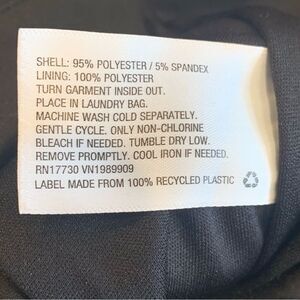 SHELL: 95% POLYESTER / 5% SPANDEX
LINING: 100% POLYESTER
TURN GARMENT INSIDE OUT.
PLACE IN LAUNDRY BAG.
MACHINE WASH COLD SEPARATELY.
GENTLE CYCLE. ONLY NON-CHLORINE
BLEACH IF NEEDED. TUMBLE DRY LOW.
REMOVE PROMPTLY. COOL IRON IF NEEDED.
RN17730 VN1989909
LABEL MADE FROM 100% RECYCLED PLASTIC